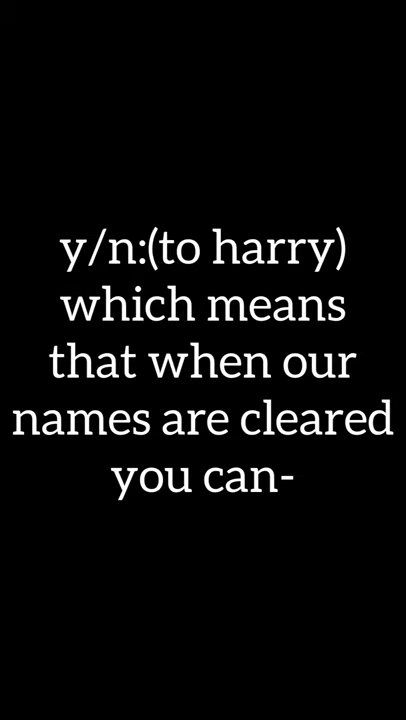 y/n:(to harry)
which means
that when our
names are cleared
you can-